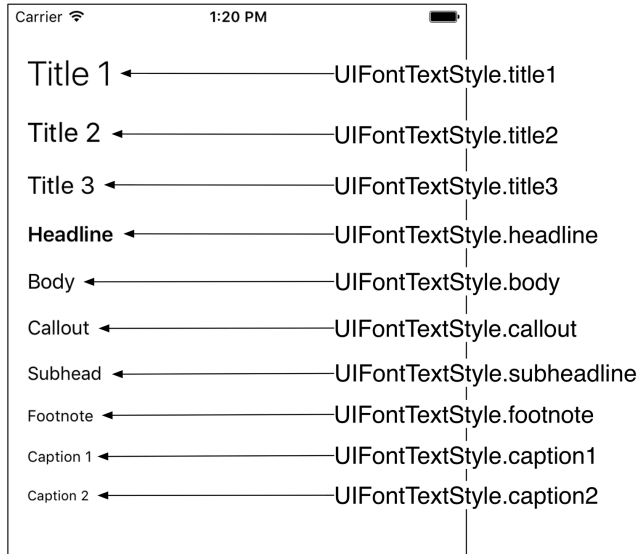 Carrier 1:20 PM
Title 1 UIFontTextStyle.title1
Title 2 UIFontTextStyle.title2
Title 3 UIFontTextStyle.title3
Headline UIFontTextStyle.headline
Body UIFontTextStyle.body
Callout UIFontTextStyle.callout
Subhead UIFontTextStyle.subheadline
Footnote UIFontTextStyle.footnote
Caption 1 UIFontTextStyle.caption1
Caption 2 UIFontTextStyle.caption2